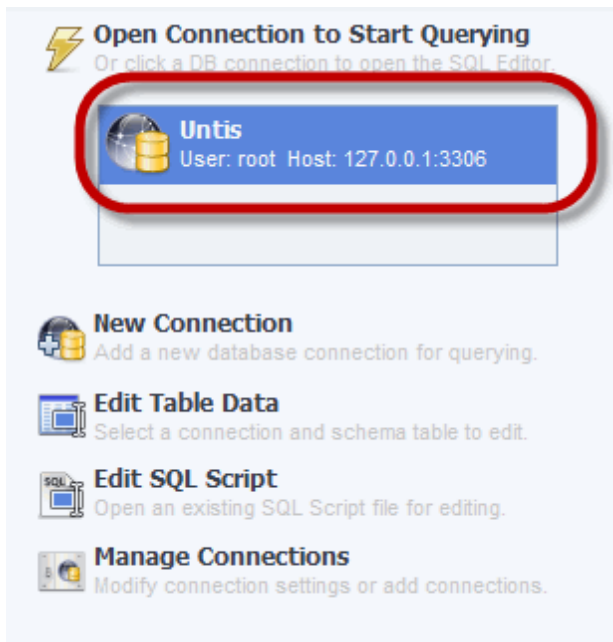 Open Connection to Start Querying
Or click a DB connection to open the SQL Editor.
Untis
User: root Host: 127.0.0.1:3306
New Connection
Add a new database connection for querying.
Edit Table Data
Select a connection and schema table to edit.
SQL
Edit SQL Script
Open an existing SQL Script file for editing.
Manage Connections
Modify connection settings or add connections.